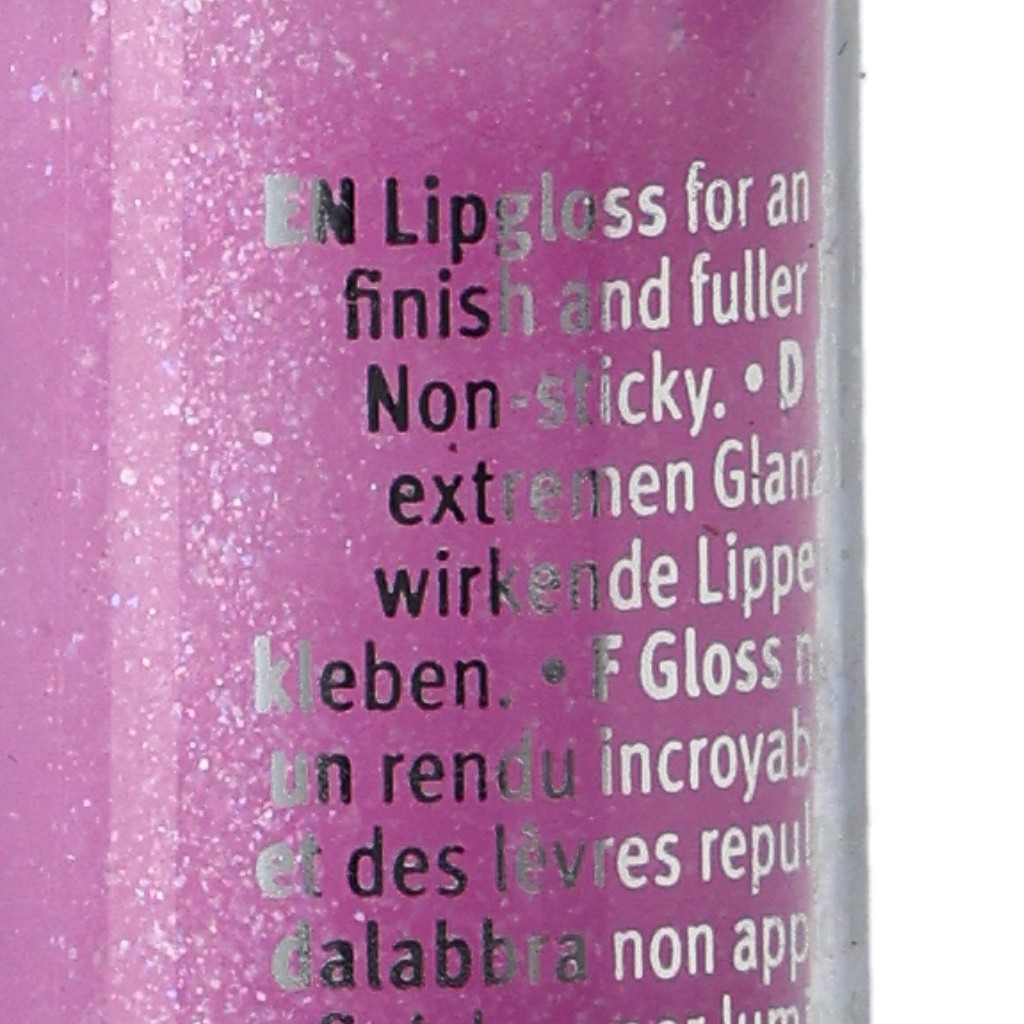 EN Lipgloss for an
finish and fuller
Non-sticky. • D
extremen Glanz
wirkende Lippe
kleben. • F Gloss
un rendu incroyab
et des lèvres repul
dalabbra non app